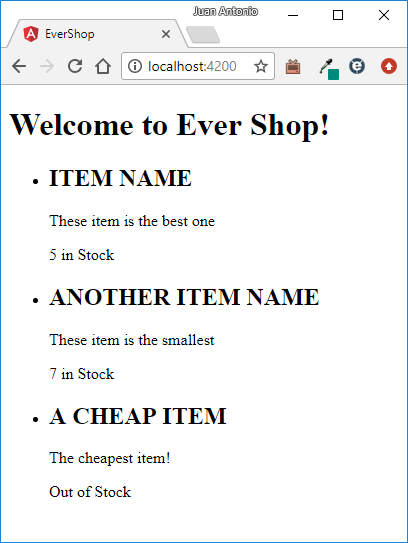 Juan Antonio
EverShop
localhost:4200
Welcome to Ever Shop!
ITEM NAME
These item is the best one
5 in Stock
ANOTHER ITEM NAME
These item is the smallest
7 in Stock
A CHEAP ITEM
The cheapest item!
Out of Stock